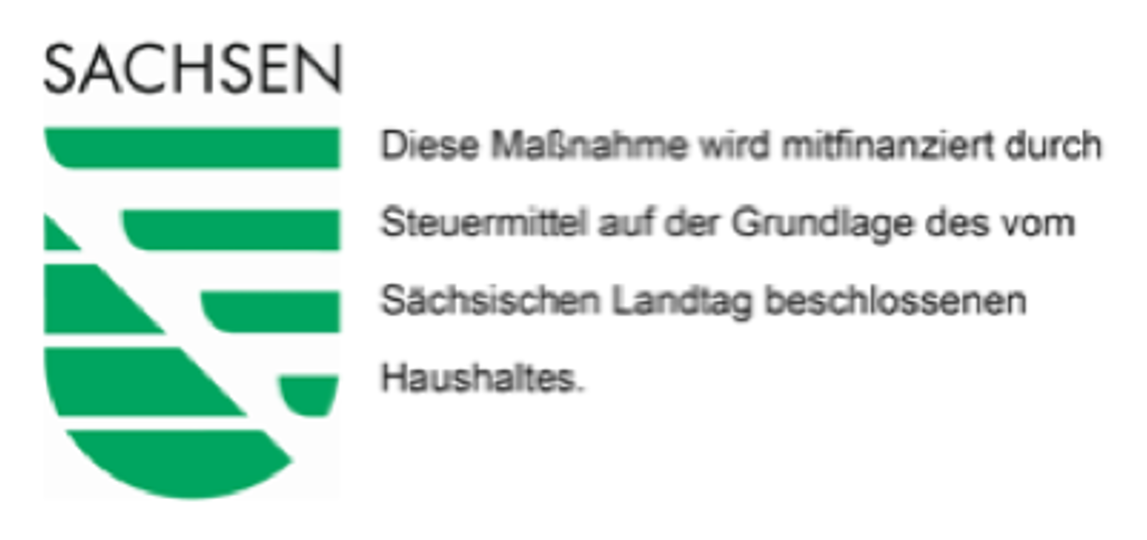 SACHSEN
Diese Maßnahme wird mitfinanziert durch
Steuermittel auf der Grundlage des vom
Sächsischen Landtag beschlossenen
Haushaltes.